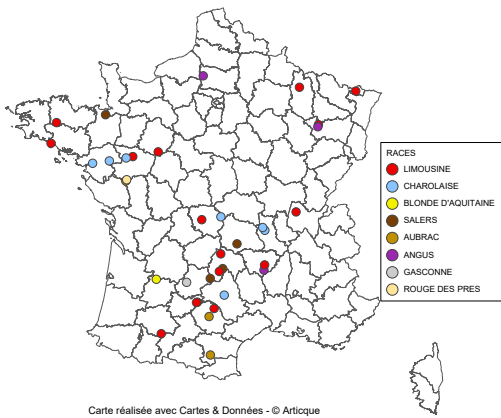 RACES
LIMOUSINE
CHAROLAISE
BLONDE D'AQUITAINE
SALERS
AUBRAC
ANGUS
GASCONNE
ROUGE DES PRES
Carte réalisée avec Cartes & Données - © Articque